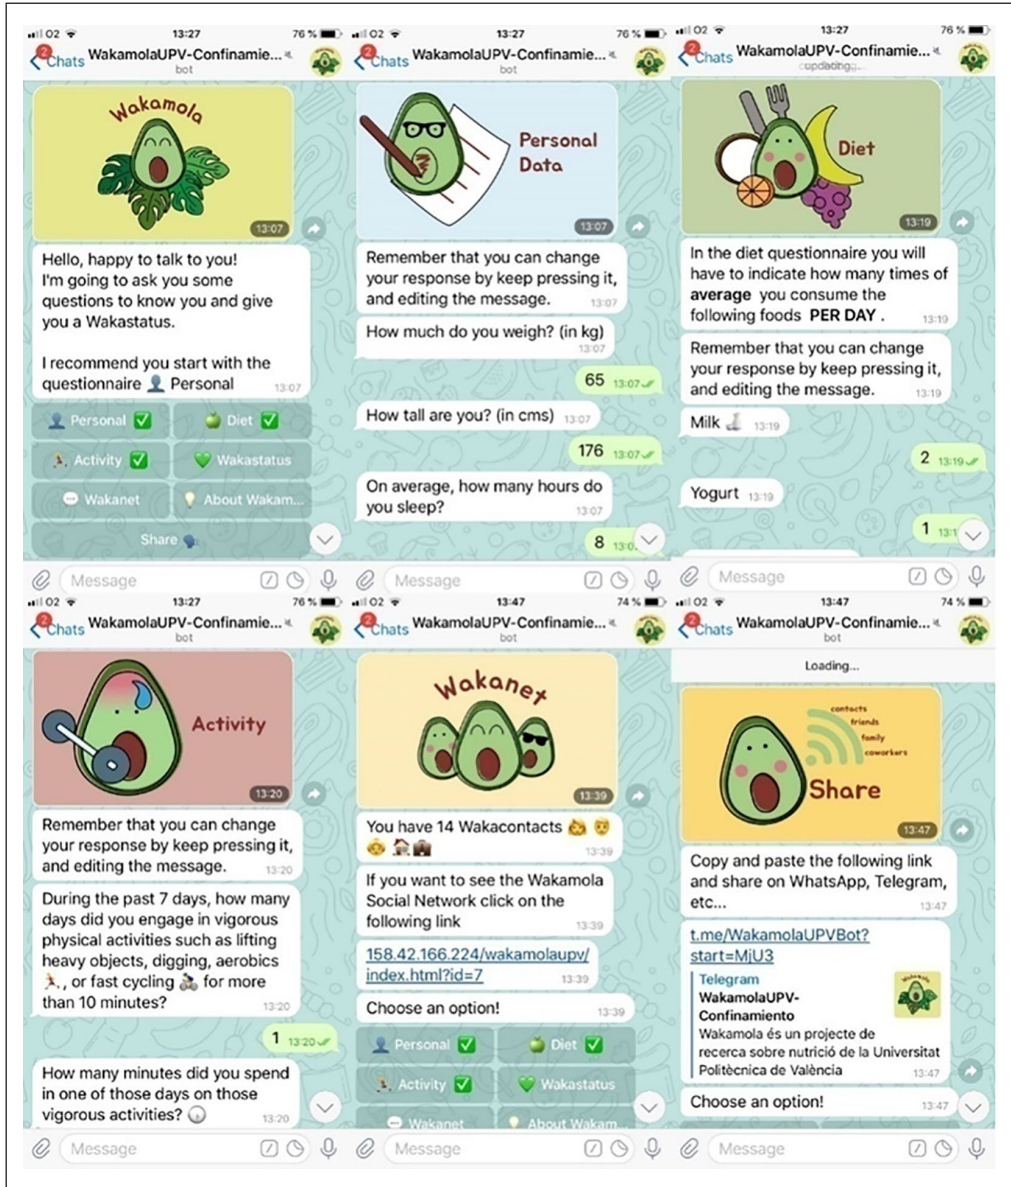 O2 13:27 76 %
2
Chats WakamolaUPV-Confinamie...
bot
Wakamola
13:07
Hello, happy to talk to you!
I'm going to ask you some
questions to know you and give
you a Wakastatus.
I recommend you start with the
questionnaire 👤 Personal 13:07
👤 Personal ✅ 🍏 Diet ✅
Activity ✅ 💚 Wakastatus
💬 Wakanet 💡 About Wakam...
Share
Message
O2 13:27 76 %
2
Chats WakamolaUPV-Confinamie...
bot
Personal
Data
13:07
Remember that you can change
your response by keep pressing it,
and editing the message. 13:07
How much do you weigh? (in kg)
13:07
65 13:07
How tall are you? (in cms) 13:07
176 13:07
On average, how many hours do
you sleep? 13:07
8 13:0
Message
O2 13:27 76 %
2
Chats WakamolaUPV-Confinamie...
updating...
Diet
13:19
In the diet questionnaire you will
have to indicate how many times of
average you consume the
following foods PER DAY . 13:19
Remember that you can change
your response by keep pressing it,
and editing the message. 13:19
Milk 13:19
2 13:19
Yogurt 13:19
1 13:1
Message
O2 13:27 76 %
2
Chats WakamolaUPV-Confinamie...
bot
Activity
13:20
Remember that you can change
your response by keep pressing it,
and editing the message. 13:20
During the past 7 days, how many
days did you engage in vigorous
physical activities such as lifting
heavy objects, digging, aerobics
, or fast cycling for more
than 10 minutes? 13:20
1 13:20
How many minutes did you spend
in one of those days on those
vigorous activities? 13:20
Message
O2 13:47 74 %
2
Chats WakamolaUPV-Confinamie...
bot
Wakanet
13:39
You have 14 Wakacontacts
13:39
If you want to see the Wakamola
Social Network click on the
following link 13:39
158.42.166.224/wakamolaupv/
index.html?id=7 13:39
Choose an option! 13:39
👤 Personal ✅ 🍏 Diet ✅
Activity ✅ 💚 Wakastatus
💬 Wakanet 💡 About Wakam...
Message
O2 13:47 74 %
2
Chats WakamolaUPV-Confinamie...
bot
Loading...
contacts
friends
family
coworkers
Share
13:47
Copy and paste the following link
and share on WhatsApp, Telegram,
etc... 13:47
t.me/WakamolaUPVBot?
start=MjU3
Telegram
WakamolaUPV-
Confinamiento
Wakamola és un projecte de
recerca sobre nutrició de la Universitat
Politècnica de València 13:47
Choose an option! 13:47
Message